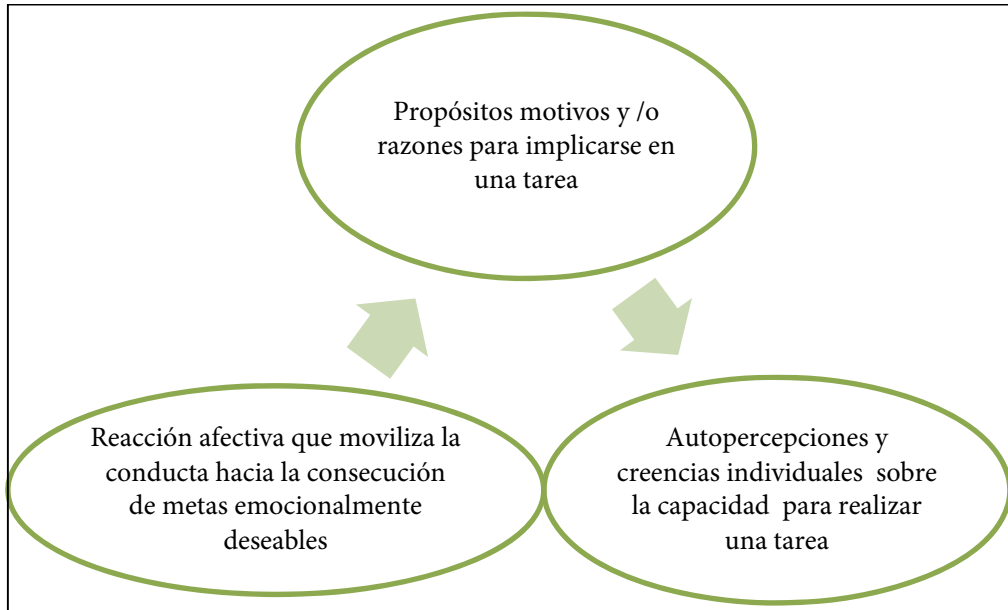 Propósitos motivos y /o
razones para implicarse en
una tarea
Reacción afectiva que moviliza la
conducta hacia la consecución
de metas emocionalmente
deseables
Autopercepciones y
creencias individuales sobre
la capacidad para realizar
una tarea